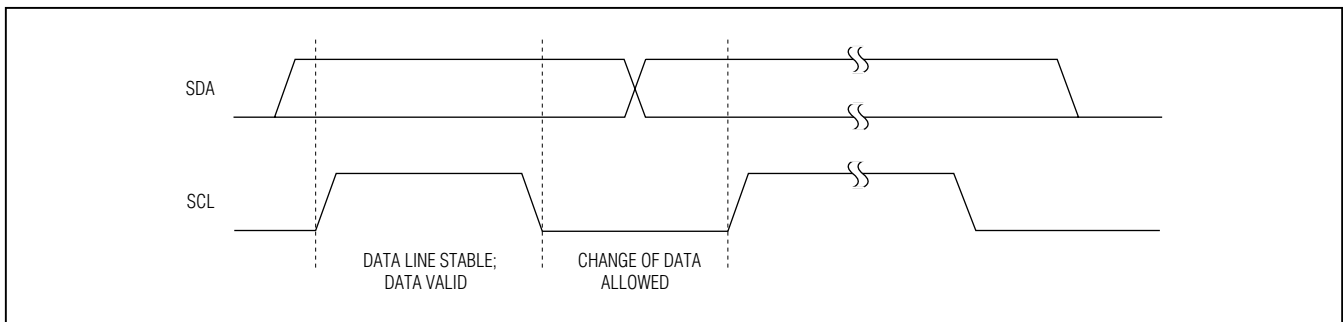 SDA
SCL
DATA LINE STABLE;
DATA VALID
CHANGE OF DATA
ALLOWED